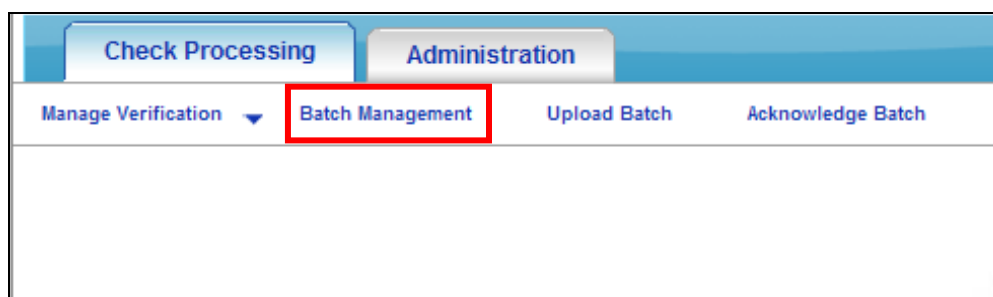 Check Processing Administration
Manage Verification Batch Management Upload Batch Acknowledge Batch